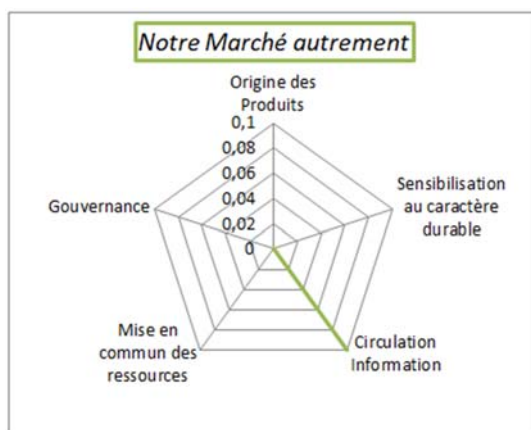 Notre Marché autrement
Origine des
Produits
0,1
0,08
0,06
0,04
0,02
0
Sensibilisation
au caractère
durable
Gouvernance
Mise en
commun des
ressources
Circulation
Information